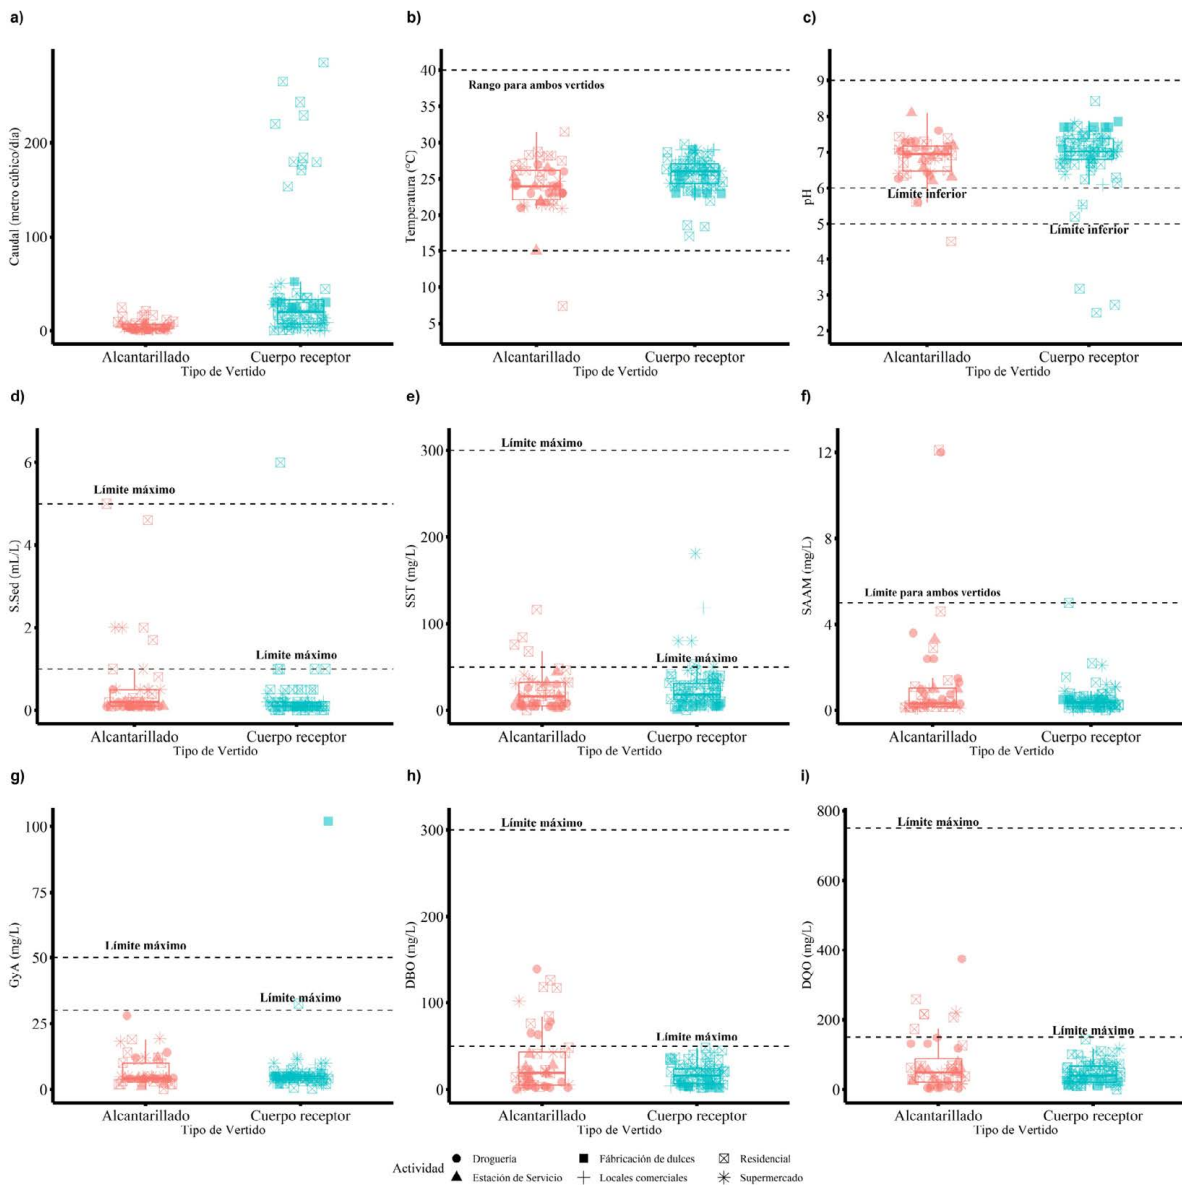 a)
200
100
0
Caudal (metro cúbico/día)
Alcantarillado
Cuerpo receptor
Tipo de Vertido
b)
40
35
30
25
20
15
10
5
Temperatura (°C)
Rango para ambos vertidos
Alcantarillado
Cuerpo receptor
Tipo de Vertido
c)
9
8
7
6
5
4
3
2
pH
Límite inferior
Límite inferior
Alcantarillado
Cuerpo receptor
Tipo de Vertido
d)
6
4
2
0
S.Sed (mL/L)
Límite máximo
Límite máximo
Alcantarillado
Cuerpo receptor
Tipo de Vertido
e)
300
200
100
0
SST (mg/L)
Límite máximo
Límite máximo
Alcantarillado
Cuerpo receptor
Tipo de Vertido
f)
12
8
4
0
SAAM (mg/L)
Límite para ambos vertidos
Alcantarillado
Cuerpo receptor
Tipo de Vertido
g)
100
75
50
25
0
GyA (mg/L)
Límite máximo
Límite máximo
Alcantarillado
Cuerpo receptor
Tipo de Vertido
h)
300
200
100
0
DBO (mg/L)
Límite máximo
Límite máximo
Alcantarillado
Cuerpo receptor
Tipo de Vertido
i)
800
600
400
200
0
DQO (mg/L)
Límite máximo
Límite máximo
Alcantarillado
Cuerpo receptor
Tipo de Vertido
Actividad
Droguería
Fábricación de dulces
Residencial
Estación de Servicio
Locales comerciales
Supermercado